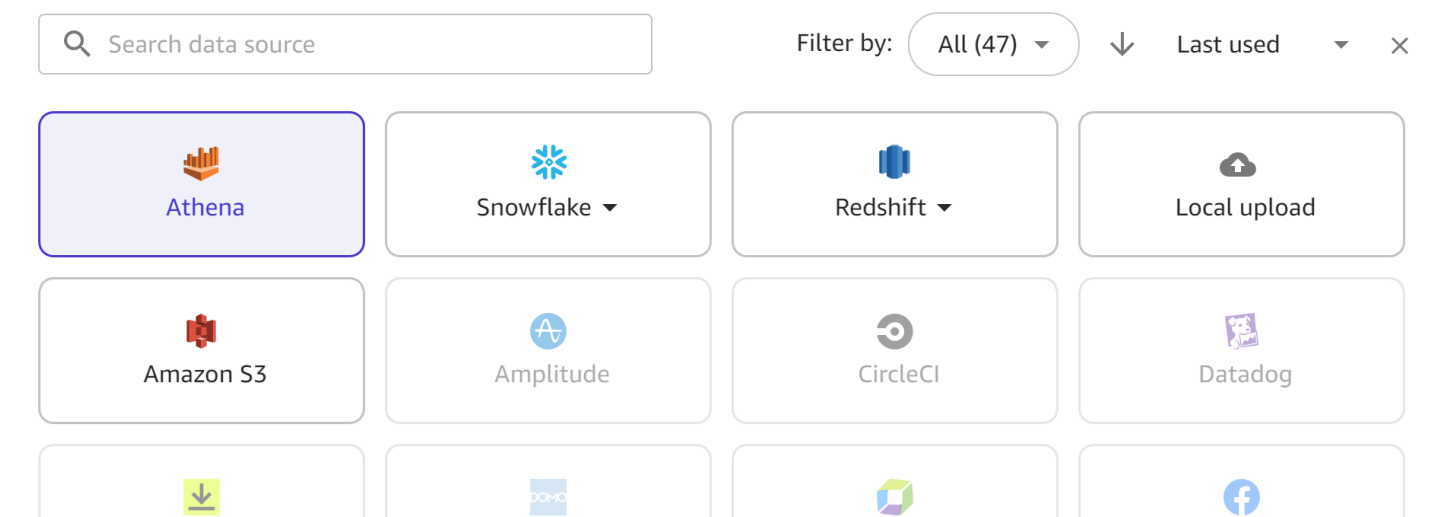 Search data source
Filter by: All (47) Last used
Athena Snowflake Redshift Local upload
Amazon S3 Amplitude CircleCI Datadog
DOMO